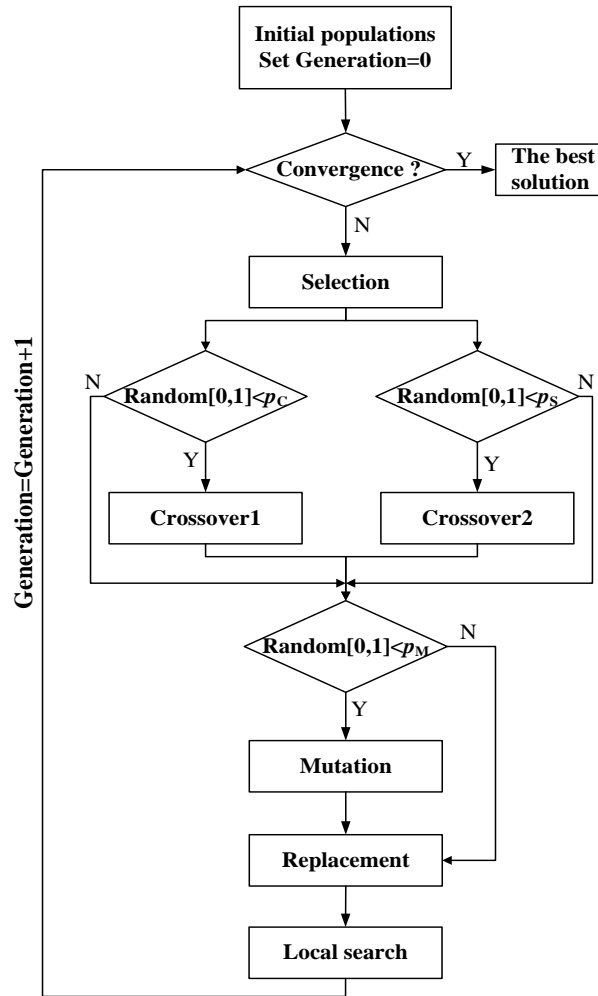 Initial populations
Set Generation=0
Convergence ?
Y
The best
solution
N
Selection
N
Random[0,1]<pC
Random[0,1]<pS
N
Y
Y
Crossover1
Crossover2
Generation=Generation+1
Random[0,1]<pM
N
Y
Mutation
Replacement
Local search